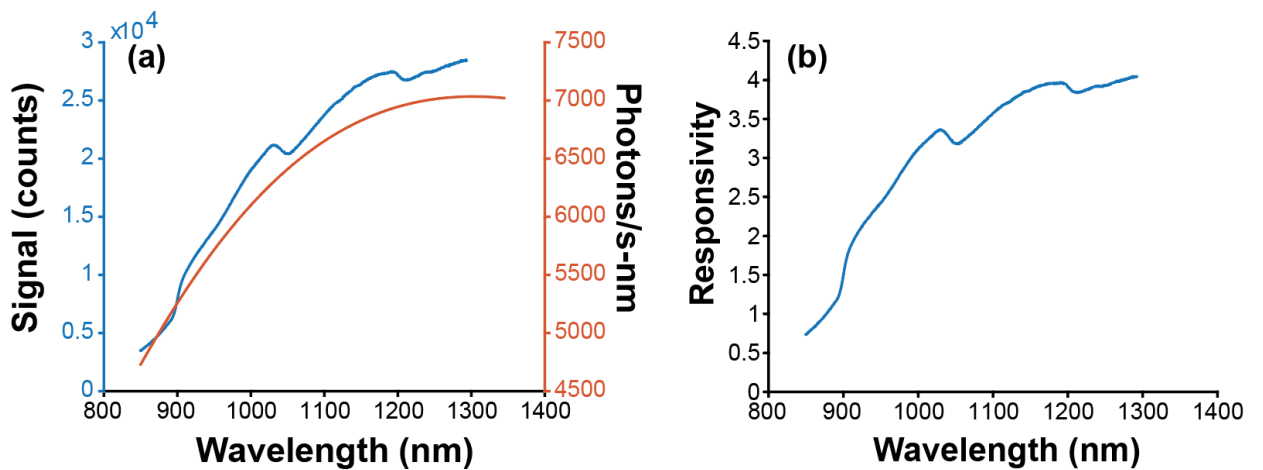 x10⁴
(a)
3
2.5
2
1.5
1
0.5
0
Signal (counts)
7500
7000
6500
6000
5500
5000
4500
Photons/s-nm
800 900 1000 1100 1200 1300 1400
Wavelength (nm)
(b)
4.5
4
3.5
3
2.5
2
1.5
1
0.5
0
Responsivity
800 900 1000 1100 1200 1300 1400
Wavelength (nm)